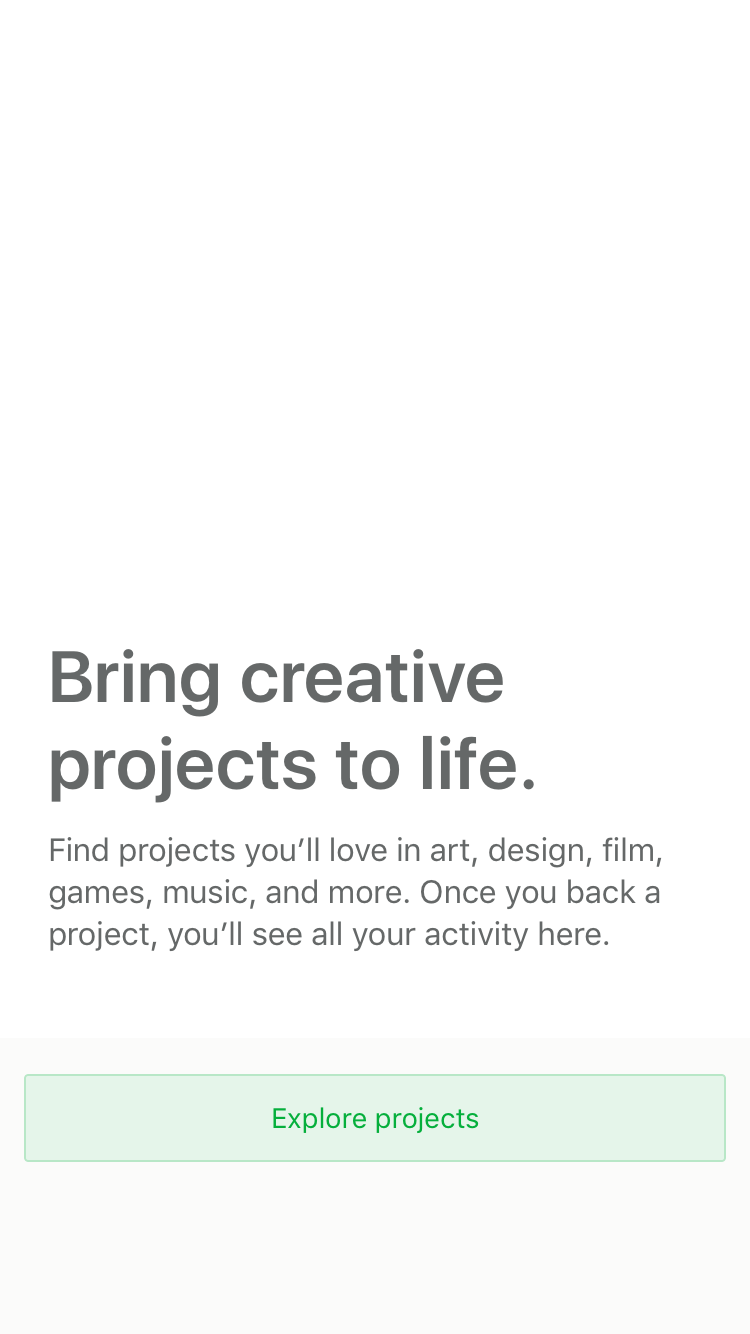 Bring creative
projects to life.
Find projects you’ll love in art, design, film,
games, music, and more. Once you back a
project, you’ll see all your activity here.
Explore projects